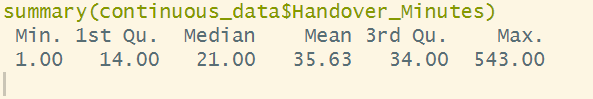 summary(continuous_data$Handover_Minutes)
Min. 1st Qu. Median Mean 3rd Qu. Max.
1.00 14.00 21.00 35.63 34.00 543.00